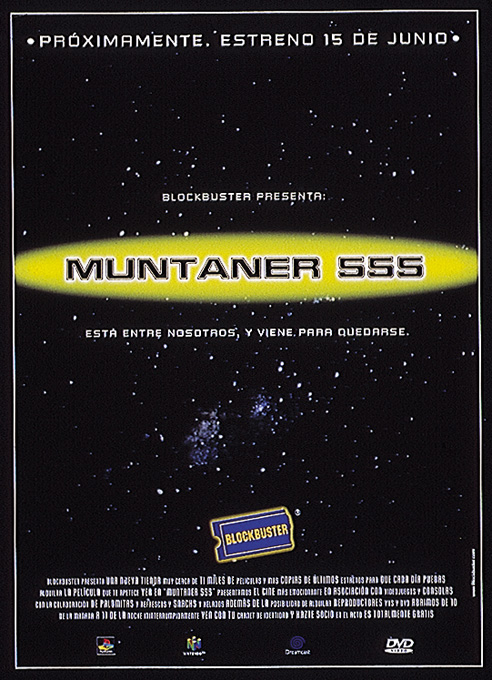 •PRÓXIMAMENTE. ESTRENO 15 DE JUNIO•
BLOCKBUSTER PRESENTA:
MUNTANER 555
ESTÁ ENTRE NOSOTROS, Y VIENE PARA QUEDARSE.
BLOCKBUSTER®
BLOCKBUSTER PRESENTA UNA NUEVA TIENDA MUY CERCA DE TI MILES DE PELICULAS Y MAS COPIAS DE ÚLTIMOS ESTRENOS PARA QUE CADA DÍA PUEDAS
ALQUILAR LA PELÍCULA QUE TE APETECE VEN EN "MUNTANER 555" PRESENTAMOS EL CINE MAS EMOCIONANTE EN ASOCIACIÓN CON VIDEOJUEGOS Y CONSOLAS
CON LA COLABORACIÓN DE PALOMITAS Y REFRESCOS Y SNACKS Y HELADOS ADEMÁS DE LA POSIBILIDAD DE ALQUILAR REPRODUCTORES VHS Y DVD ABRIMOS DE 10
DE LA MAÑANA A 11 DE LA NOCHE ININTERRUMPIDAMENTE VEN CON TU CARNET DE IDENTIDAD Y HAZTE SOCIO EN EL ACTO ES TOTALMENTE GRATIS
NINTENDO
Dreamcast
DVD
VIDEO